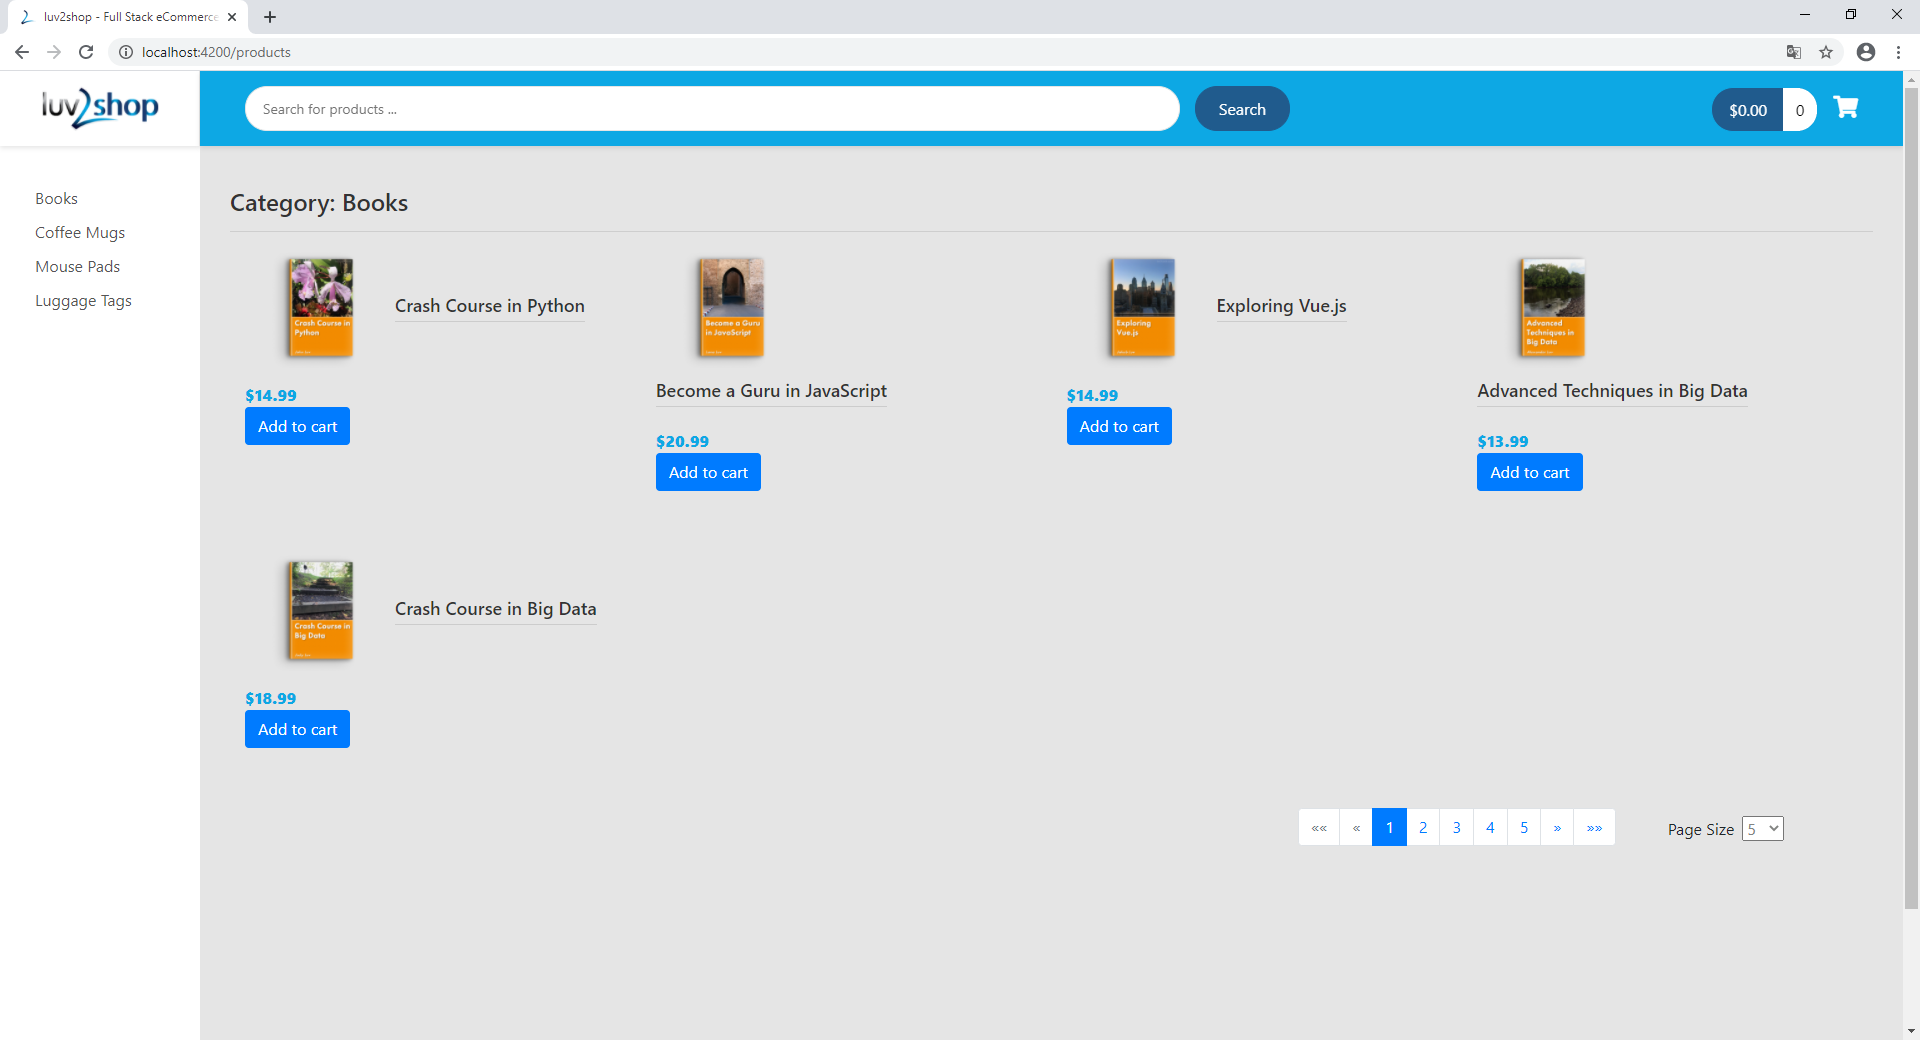 luv2shop - Full Stack eCommerce
localhost:4200/products
luv2shop
Search for products ...
Search
$0.00
0
Books
Coffee Mugs
Mouse Pads
Luggage Tags
Category: Books
Crash Course in
Python
Crash Course in Python
$14.99
Add to cart
Become a Guru
in JavaScript
Become a Guru in JavaScript
$20.99
Add to cart
Exploring
Vue.js
Exploring Vue.js
$14.99
Add to cart
Advanced
Techniques in
Big Data
Advanced Techniques in Big Data
$13.99
Add to cart
Crash Course in
Big Data
Crash Course in Big Data
$18.99
Add to cart
«« « 1 2 3 4 5 » »»
Page Size 5